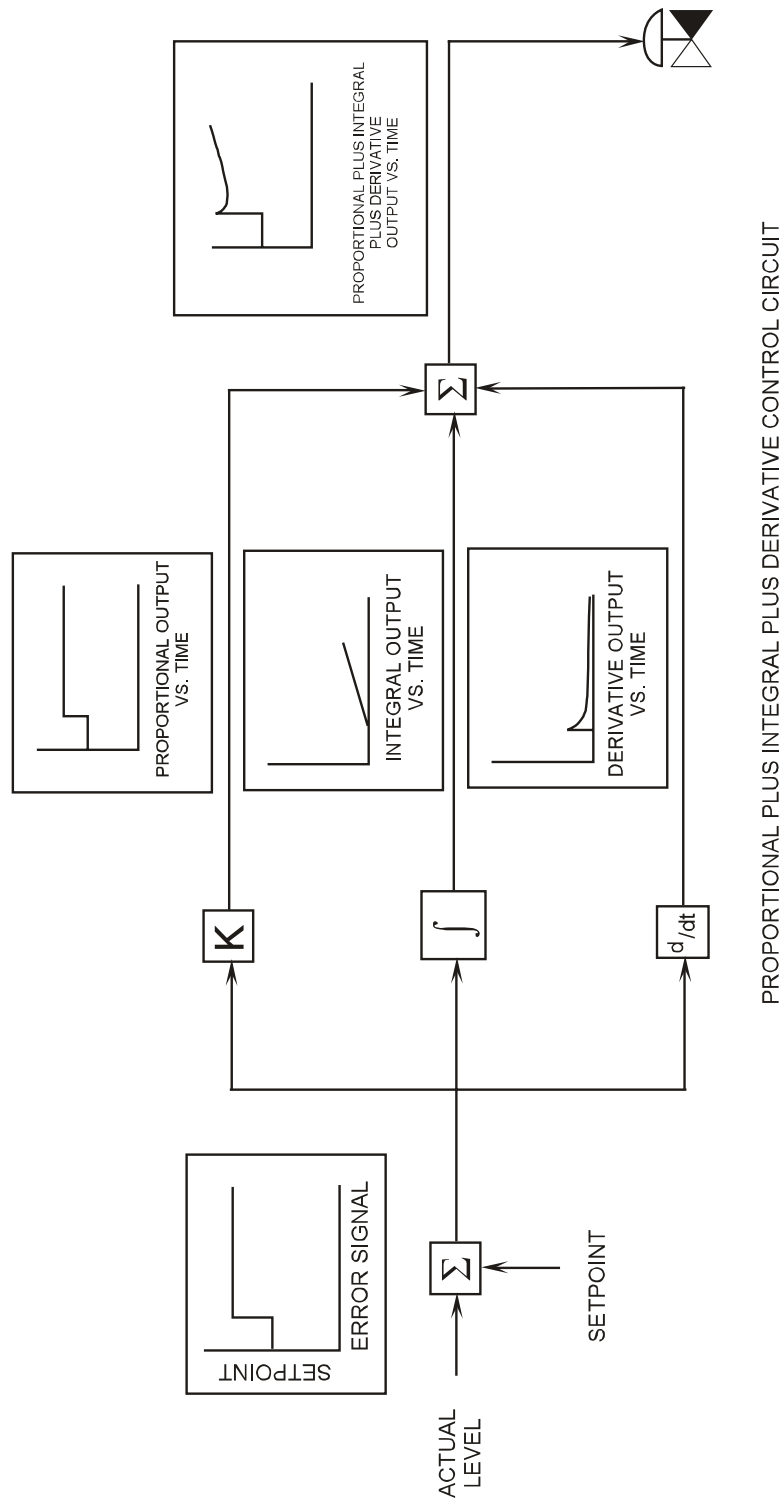 SETPOINT
ERROR SIGNAL
ACTUAL
LEVEL
Σ
SETPOINT
K
∫
d/dt
PROPORTIONAL OUTPUT
VS. TIME
INTEGRAL OUTPUT
VS. TIME
DERIVATIVE OUTPUT
VS. TIME
Σ
PROPORTIONAL PLUS INTEGRAL
PLUS DERIVATIVE
OUTPUT VS. TIME
PROPORTIONAL PLUS INTEGRAL PLUS DERIVATIVE CONTROL CIRCUIT